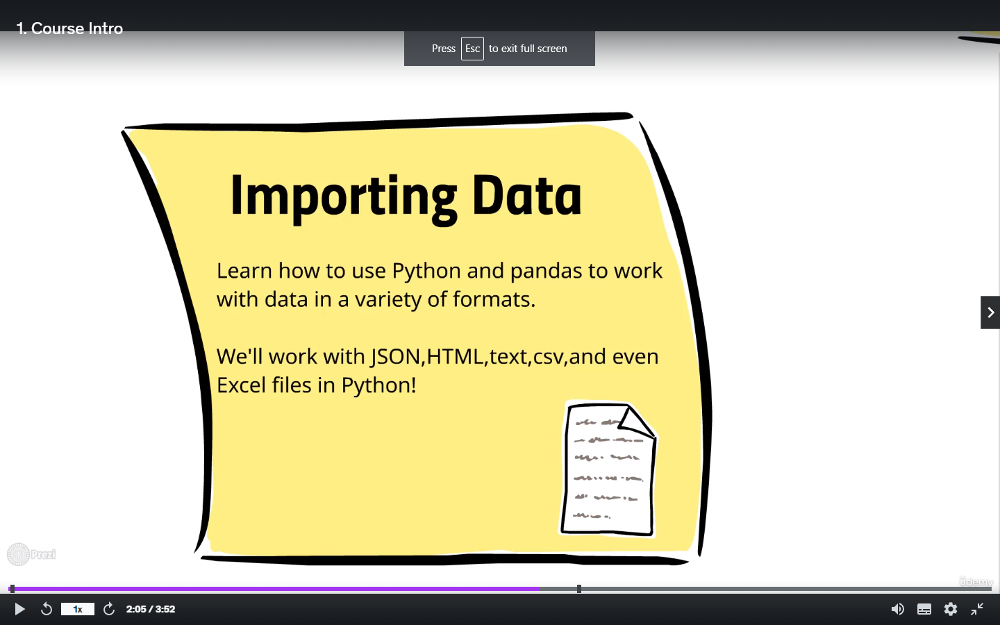 1. Course Intro
Press Esc to exit full screen
Importing Data
Learn how to use Python and pandas to work
with data in a variety of formats.
We'll work with JSON,HTML,text,csv,and even
Excel files in Python!
Prezi
ûdemy
1x
2:05 / 3:52